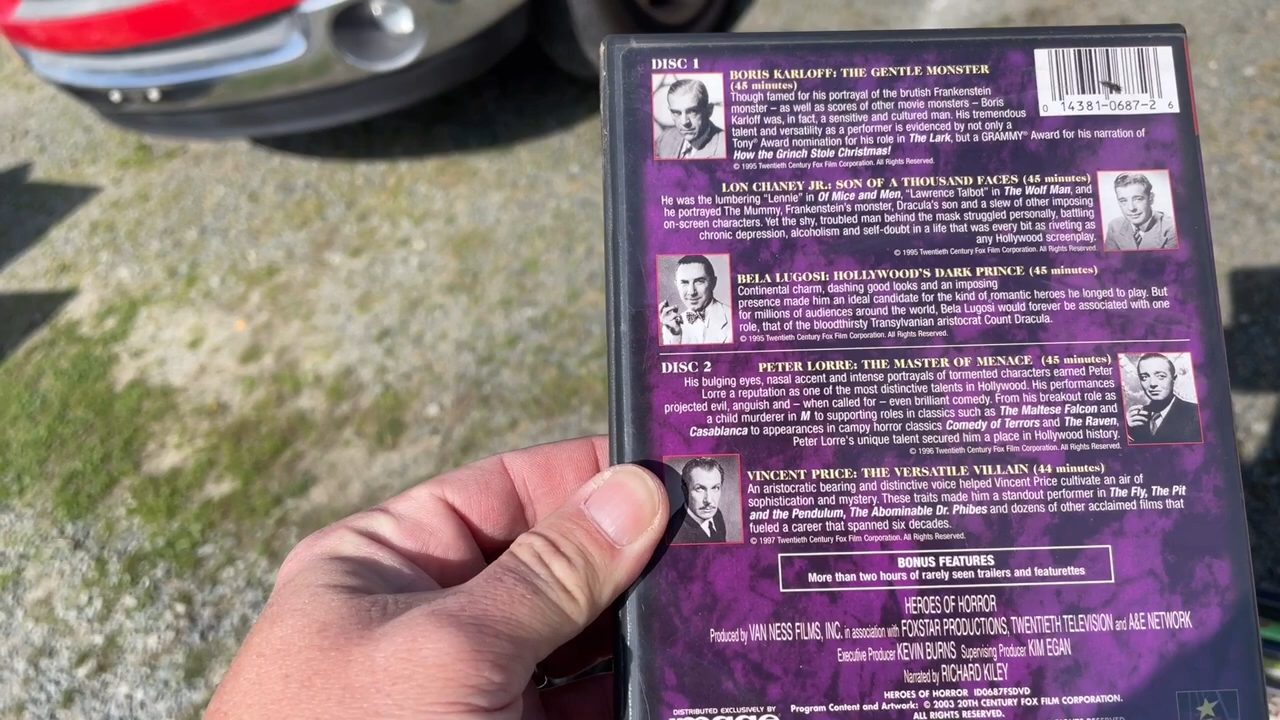 DISC 1
BORIS KARLOFF: THE GENTLE MONSTER
(45 minutes)
Though famed for his portrayal of the brutish Frankenstein
monster – as well as scores of other movie monsters – Boris
Karloff was, in fact, a sensitive and cultured man. His tremendous
talent and versatility as a performer is evidenced by not only a
Tony® Award nomination for his role in The Lark, but a GRAMMY® Award for his narration of
How the Grinch Stole Christmas!
© 1995 Twentieth Century Fox Film Corporation. All Rights Reserved.
0 14381-0687-2 6
LON CHANEY JR.: SON OF A THOUSAND FACES (45 minutes)
He was the lumbering "Lennie" in Of Mice and Men, "Lawrence Talbot" in The Wolf Man, and
he portrayed The Mummy, Frankenstein's monster, Dracula's son and a slew of other imposing
on-screen characters. Yet the shy, troubled man behind the mask struggled personally, battling
chronic depression, alcoholism and self-doubt in a life that was every bit as riveting as
any Hollywood screenplay.
© 1995 Twentieth Century Fox Film Corporation. All Rights Reserved.
BELA LUGOSI: HOLLYWOOD'S DARK PRINCE (45 minutes)
Continental charm, dashing good looks and an imposing
presence made him an ideal candidate for the kind of romantic heroes he longed to play. But
for millions of audiences around the world, Bela Lugosi would forever be associated with one
role, that of the bloodthirsty Transylvanian aristocrat Count Dracula.
© 1995 Twentieth Century Fox Film Corporation. All Rights Reserved.
DISC 2
PETER LORRE: THE MASTER OF MENACE (45 minutes)
His bulging eyes, nasal accent and intense portrayals of tormented characters earned Peter
Lorre a reputation as one of the most distinctive talents in Hollywood. His performances
projected evil, anguish and – when called for – even brilliant comedy. From his breakout role as
a child murderer in M to supporting roles in classics such as The Maltese Falcon and
Casablanca to appearances in campy horror classics Comedy of Terrors and The Raven,
Peter Lorre's unique talent secured him a place in Hollywood history.
© 1996 Twentieth Century Fox Film Corporation. All Rights Reserved.
VINCENT PRICE: THE VERSATILE VILLAIN (44 minutes)
An aristocratic bearing and distinctive voice helped Vincent Price cultivate an air of
sophistication and mystery. These traits made him a standout performer in The Fly, The Pit
and the Pendulum, The Abominable Dr. Phibes and dozens of other acclaimed films that
fueled a career that spanned six decades.
© 1997 Twentieth Century Fox Film Corporation. All Rights Reserved.
BONUS FEATURES
More than two hours of rarely seen trailers and featurettes
HEROES OF HORROR
Produced by VAN NESS FILMS, INC. in association with FOXSTAR PRODUCTIONS, TWENTIETH TELEVISION and A&E NETWORK
Executive Producer KEVIN BURNS Supervising Producer KIM EGAN
Narrated by RICHARD KILEY
HEROES OF HORROR ID0687FSDVD
DISTRIBUTED EXCLUSIVELY BY
Program Content and Artwork: © 2003 20TH CENTURY FOX FILM CORPORATION.
ALL RIGHTS RESERVED.